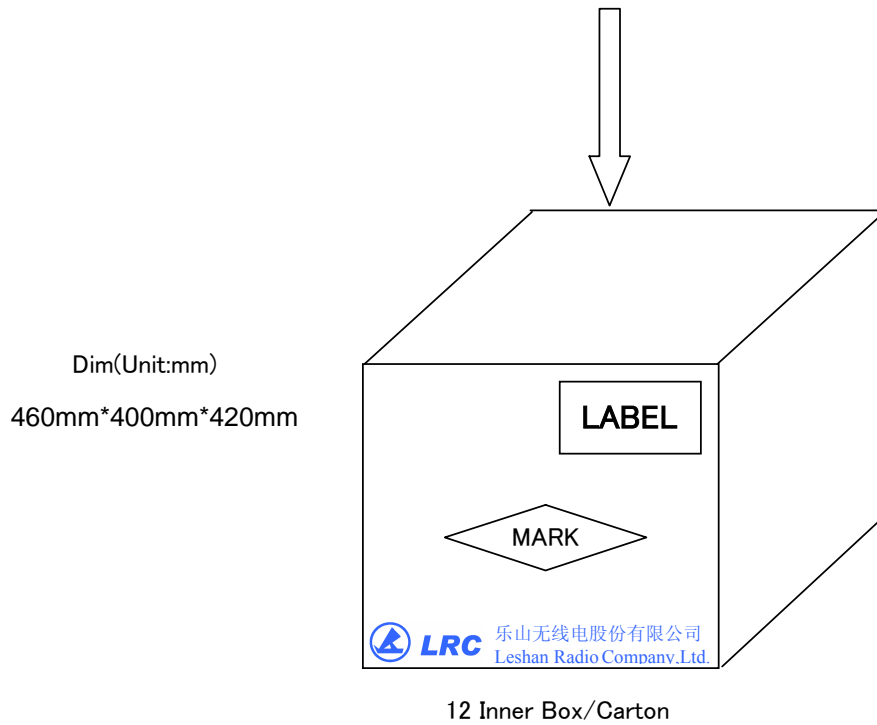 Dim(Unit:mm)
460mm*400mm*420mm
LABEL
MARK
LRC
乐山无线电股份有限公司
Leshan Radio Company,Ltd.
12 Inner Box/Carton